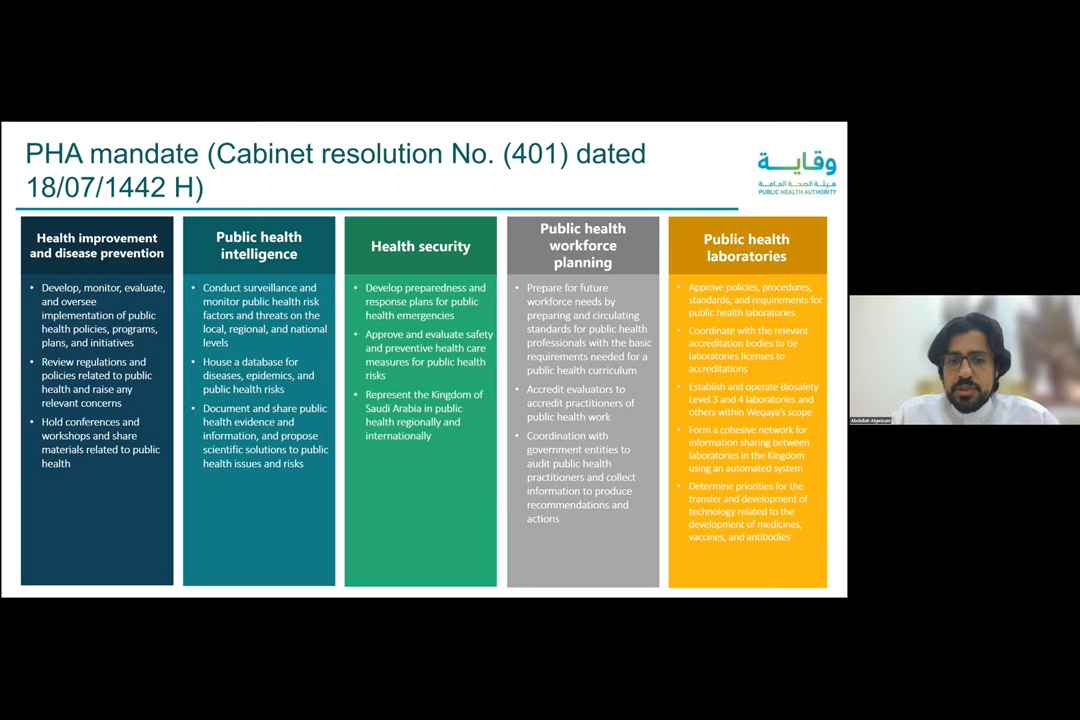 PHA mandate (Cabinet resolution No. (401) dated
18/07/1442 H)
وقاية
هيئة الصحة العامة
PUBLIC HEALTH AUTHORITY
Health improvement
and disease prevention
• Develop, monitor, evaluate,
and oversee
implementation of public
health policies, programs,
plans, and initiatives
• Review regulations and
policies related to public
health and raise any
relevant concerns
• Hold conferences and
workshops and share
materials related to public
health
Public health
intelligence
• Conduct surveillance and
monitor public health risk
factors and threats on the
local, regional, and national
levels
• House a database for
diseases, epidemics, and
public health risks
• Document and share public
health evidence and
information, and propose
scientific solutions to public
health issues and risks
Health security
• Develop preparedness and
response plans for public
health emergencies
• Approve and evaluate safety
and preventive health care
measures for public health
risks
• Represent the Kingdom of
Saudi Arabia in public
health regionally and
internationally
Public health
workforce
planning
• Prepare for future
workforce needs by
preparing and circulating
standards for public health
professionals with the basic
requirements needed for a
public health curriculum
• Accredit evaluators to
accredit practitioners of
public health work
• Coordination with
government entities to
audit public health
practitioners and collect
information to produce
recommendations and
actions
Public health
laboratories
• Approve policies, procedures,
standards, and requirements for
public health laboratories
• Coordinate with the relevant
accreditation bodies to tie
laboratories licenses to
accreditations
• Establish and operate Biosafety
Level 3 and 4 laboratories and
others within Weqaya's scope
• Form a cohesive network for
information sharing between
laboratories in the Kingdom
using an automated system
• Determine priorities for the
transfer and development of
technology related to the
development of medicines,
vaccines, and antibodies
Abdullah Algwizani